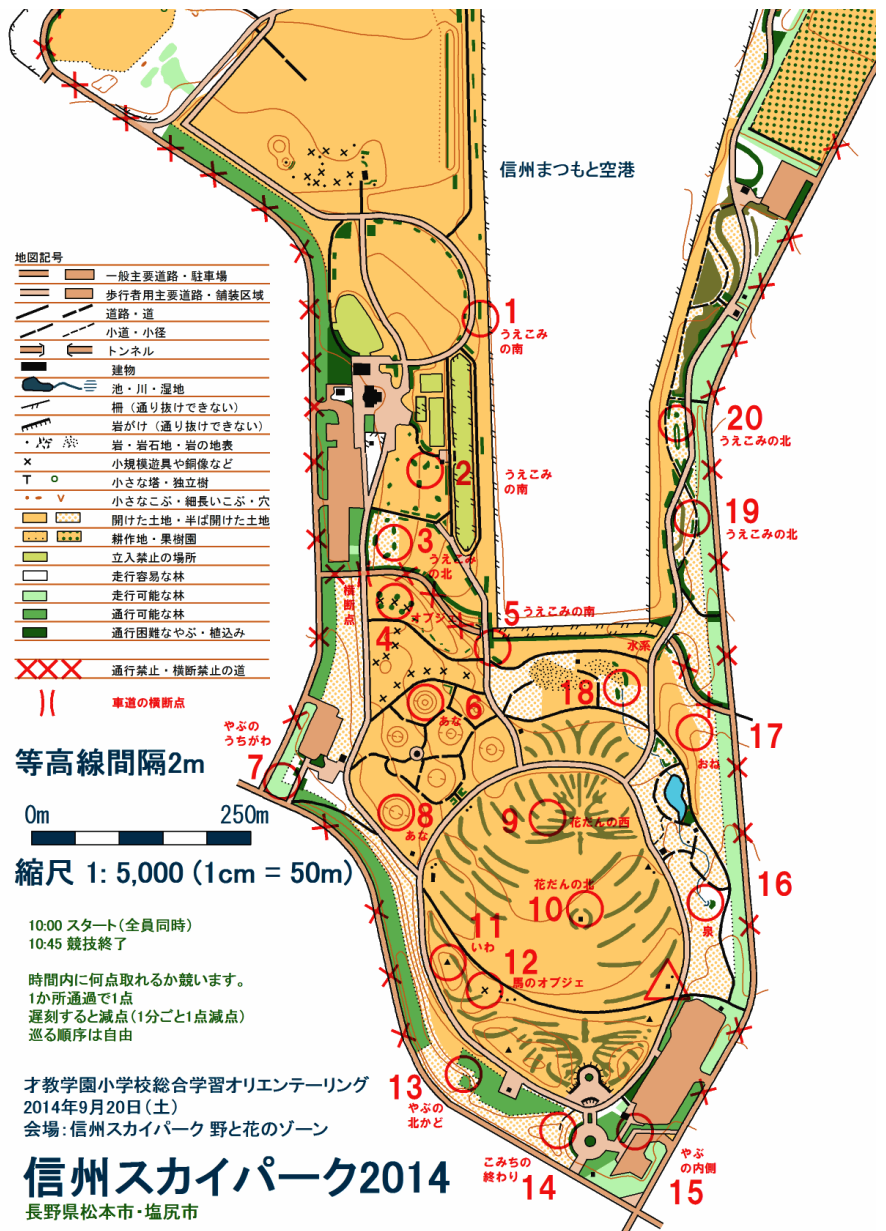 信州まつもと空港
地図記号
一般主要道路・駐車場
歩行者用主要道路・舗装区域
道路・道
小道・小径
トンネル
建物
池・川・湿地
柵（通り抜けできない）
岩がけ（通り抜けできない）
岩・岩石地・岩の地表
小規模遊具や銅像など
小さな塔・独立樹
小さなこぶ・細長いこぶ・穴
開けた土地・半ば開けた土地
耕作地・果樹園
立入禁止の場所
走行容易な林
走行可能な林
通行可能な林
通行困難なやぶ・植込み
通行禁止・横断禁止の道
車道の横断点
1
うえこみ
の南
2
うえこみ
の南
3
うえこみ
の北
横断点
4
オブジェ
5
うえこみの南
水系
6
あな
7
やぶの
うちがわ
8
あな
9
花だんの西
花だんの北
10
11
いわ
12
馬のオブジェ
13
やぶの
北かど
こみちの
終わり
14
やぶ
の内側
15
16
泉
17
おね
18
19
うえこみの北
20
うえこみの北
等高線間隔2m
0m 250m
縮尺 1: 5,000 (1cm = 50m)
10:00 スタート(全員同時)
10:45 競技終了
時間内に何点取れるか競います。
1か所通過で1点
遅刻すると減点(1分ごと1点減点)
巡る順序は自由
才教学園小学校総合学習オリエンテーリング
2014年9月20日(土)
会場:信州スカイパーク 野と花のゾーン
信州スカイパーク2014
長野県松本市・塩尻市